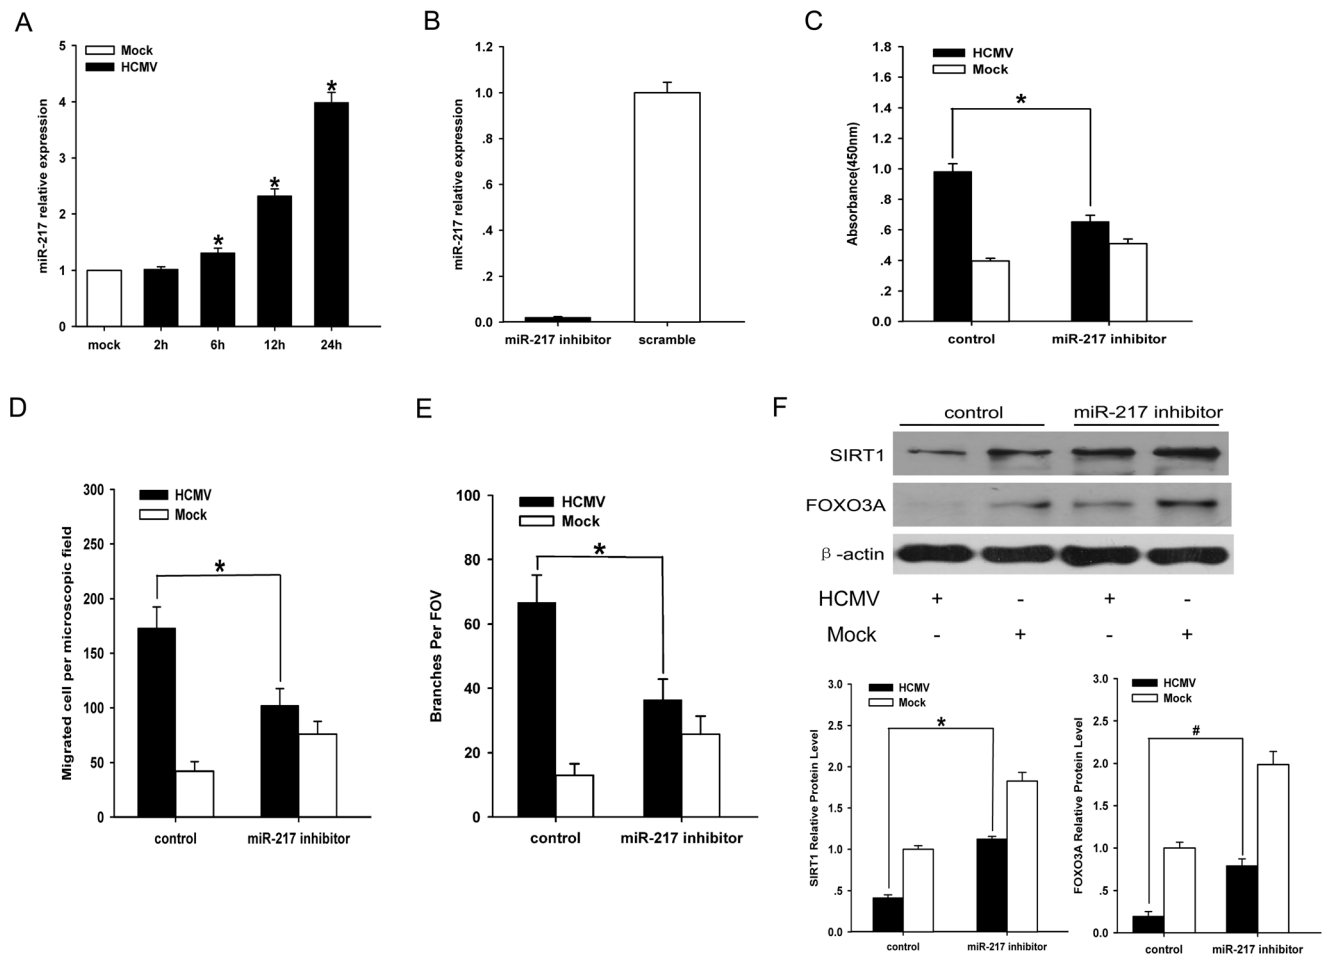 A
miR-217 relative expression
5
4
3
2
1
0
Mock
HCMV
*
*
*
mock 2h 6h 12h 24h
B
miR-217 relative expression
1.2
1.0
.8
.6
.4
.2
0.0
miR-217 inhibitor scramble
C
Absorbance(450nm)
1.8
1.6
1.4
1.2
1.0
.8
.6
.4
.2
0.0
HCMV
Mock
*
control miR-217 inhibitor
D
Migrated cell per microscopic field
300
250
200
150
100
50
0
HCMV
Mock
*
control miR-217 inhibitor
E
Branches Per FOV
100
80
60
40
20
0
HCMV
Mock
*
control miR-217 inhibitor
F
control miR-217 inhibitor
SIRT1
FOXO3A
β-actin
HCMV + - + -
Mock - + - +
SIRT1 Relative Protein Level
3.0
2.5
2.0
1.5
1.0
.5
0.0
HCMV
Mock
*
control miR-217 inhibitor
FOXO3A Relative Protein Level
3.0
2.5
2.0
1.5
1.0
.5
0.0
HCMV
Mock
#
control miR-217 inhibitor